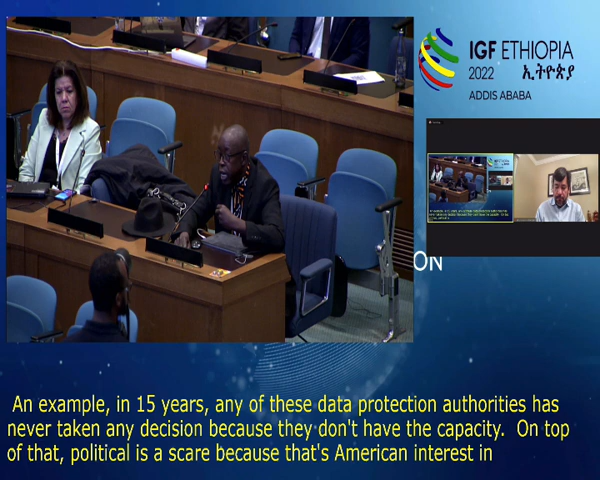 IGF ETHIOPIA
2022 ኢትዮጵያ
ADDIS ABABA
ON
An example, in 15 years, any of these data protection authorities has
never taken any decision because they don't have the capacity.  On top
of that, political is a scare because that's American interest in